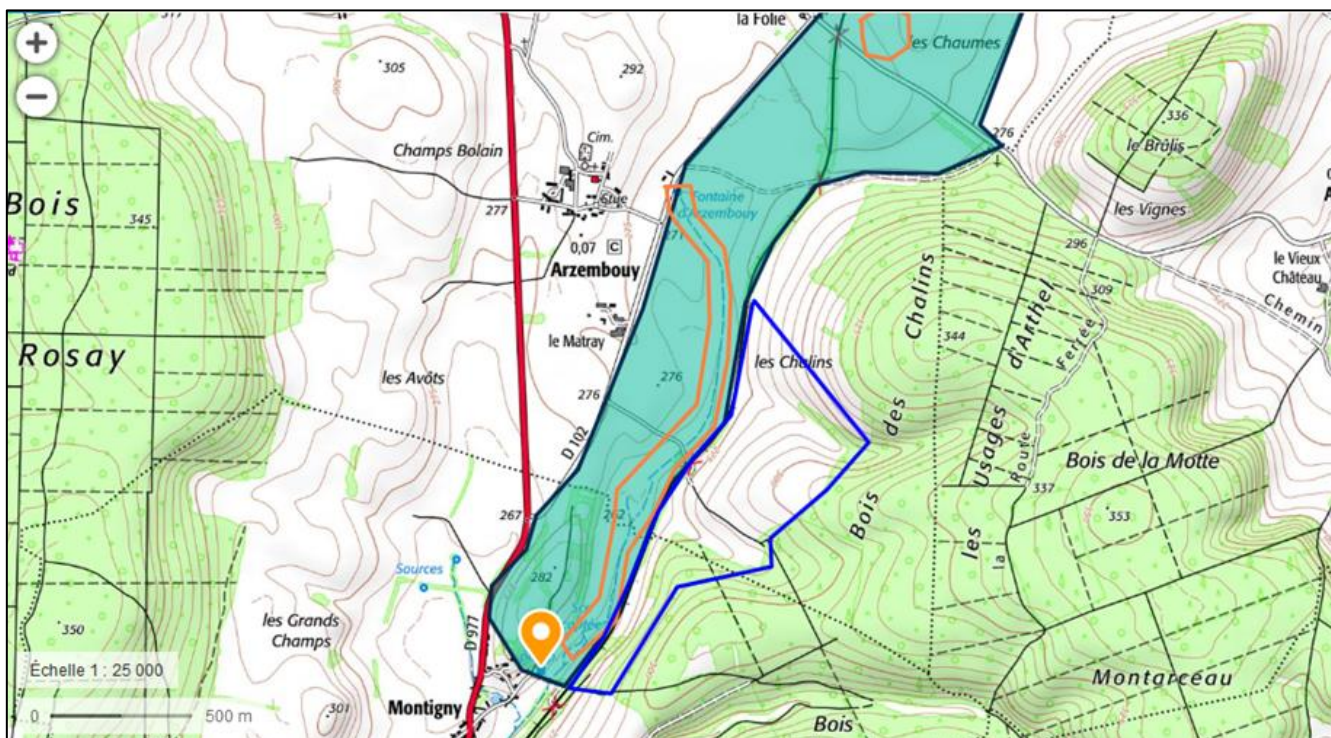 +
−
305
292
la Folie
les Chaumes
336
le Brûlis
276
Cim.
Champs Bolain
Bois
345
277
Fontaine
d'Arzembouy
271
les Vignes
296
0,07 C
Arzembouy
le Vieux
Château
Chemin
309
Ferrée
Route
d'Arthel
Usages
les
Chalins
des
Bois
344
le Matray
Rosay
les Chalins
276
276
les Avôts
D 102
Bois de la Motte
337
353
la
267
262
Sources
282
D 977
les Grands
Champs
350
Échelle 1 : 25 000
0 500 m
301
Montigny
Montarceau
Bois